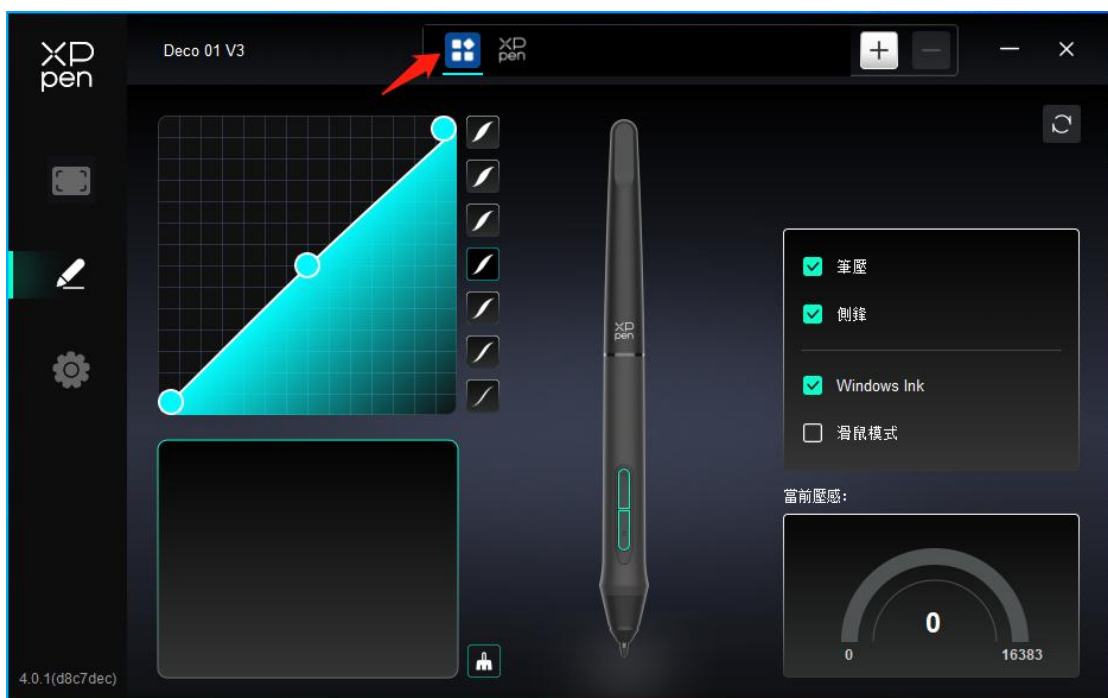 XP
pen
Deco 01 V3
XP
pen
筆壓
側鋒
Windows Ink
滑鼠模式
XP
pen
當前壓感:
0
0
16383
4.0.1(d8c7dec)